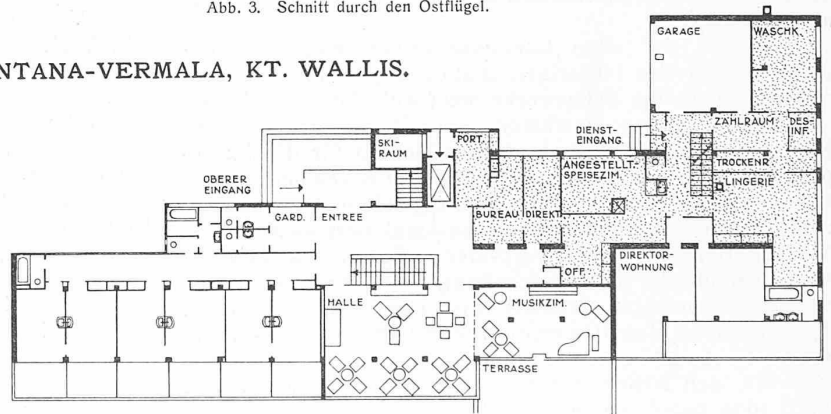 Abb. 3. Schnitt durch den Ostflügel.
NTANA-VERMALA, KT. WALLIS.
GARAGE
WASCHK.
SKI-
RAUM
PORT.
DIENST-
EINGANG
ZÄHLRAUM
DES-
INF.
OBERER
EINGANG
ANGESTELLT-
SPEISEZIM.
TROCKENR.
LINGERIE
GARD.
ENTREE
BUREAU
DIREKT.
OFF.
DIREKTOR-
WOHNUNG
HALLE
MUSIKZIM.
TERRASSE